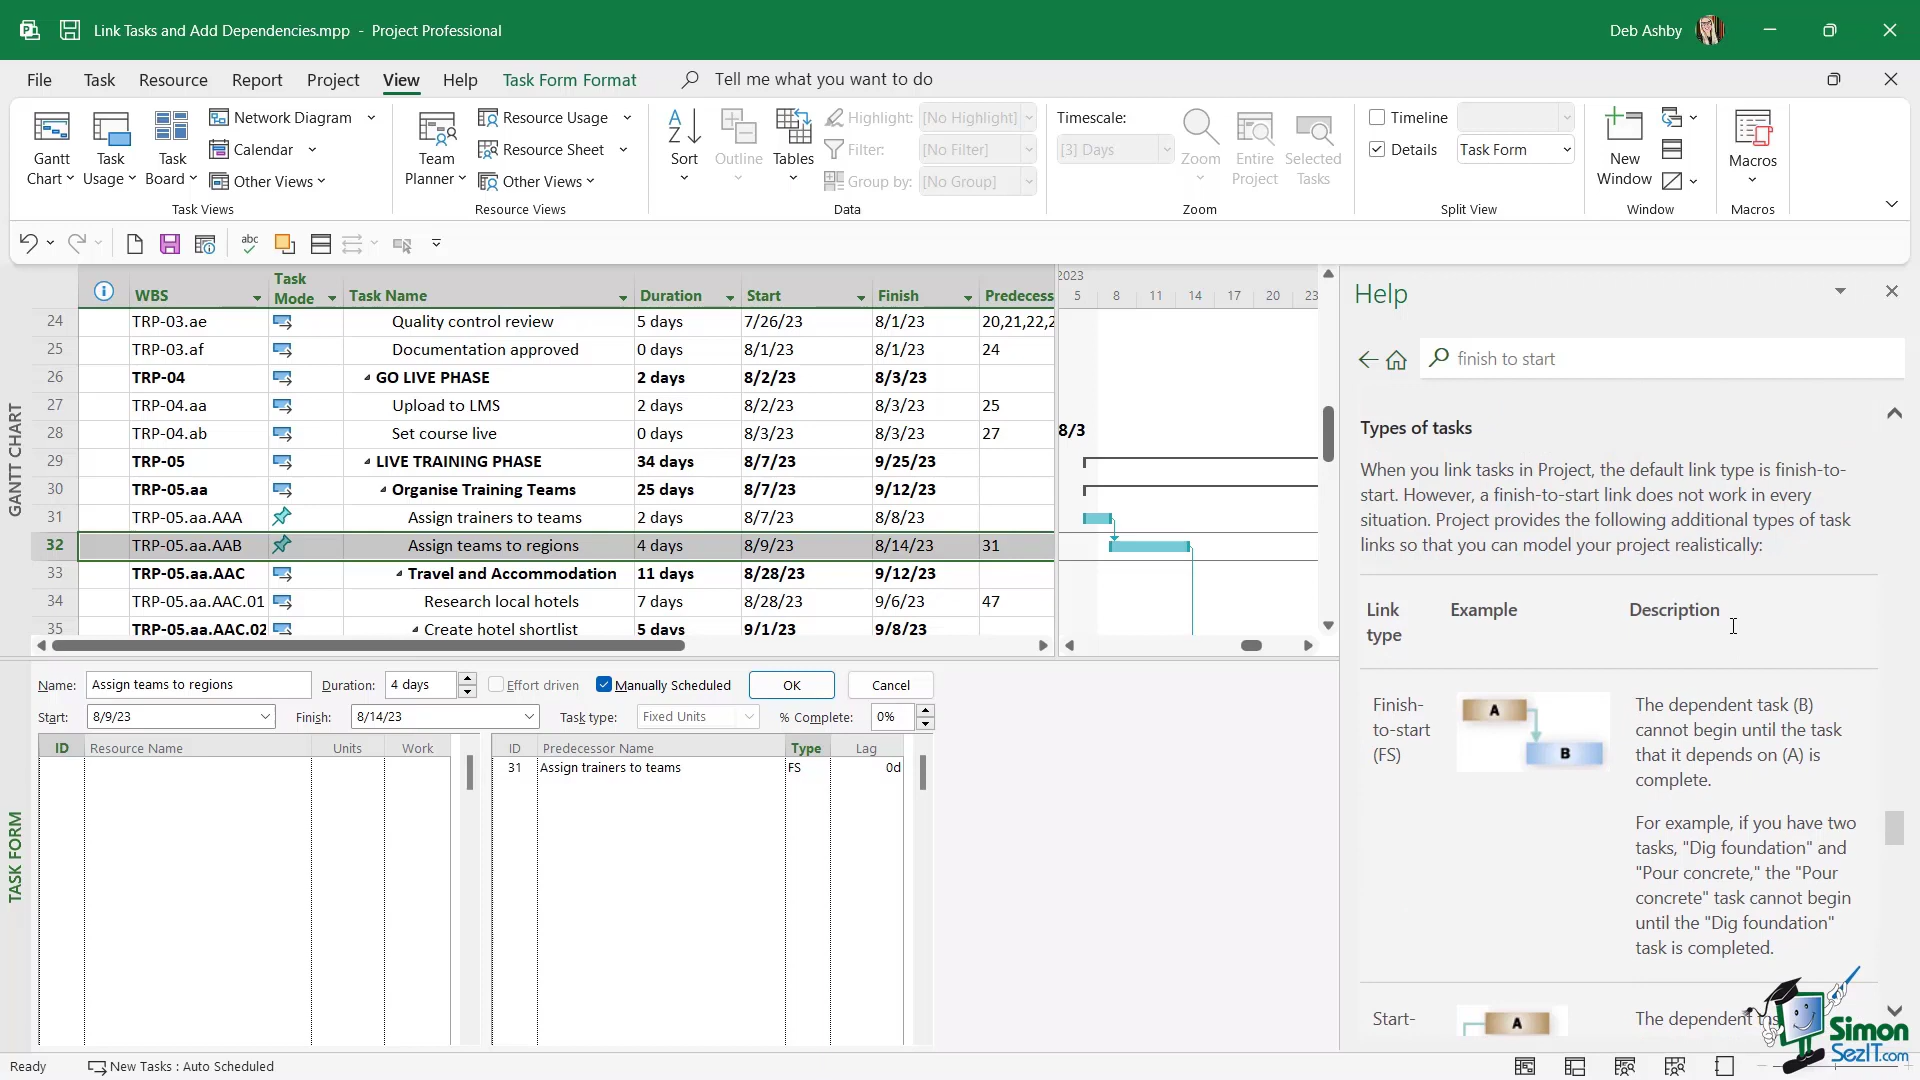 Link Tasks and Add Dependencies.mpp - Project Professional
Deb Ashby
File Task Resource Report Project View Help Task Form Format Tell me what you want to do
Gantt Chart
Task Usage
Task Board
Network Diagram
Calendar
Other Views
Task Views
Team Planner
Resource Usage
Resource Sheet
Other Views
Resource Views
A Z
Sort
Outline
Tables
Highlight: [No Highlight]
Filter: [No Filter]
Group by: [No Group]
Data
Timescale:
[3] Days
Zoom
Entire Project
Selected Tasks
Zoom
Timeline
Details Task Form
Split View
New Window
Window
Macros
Macros
abc
GANTT CHART
WBS Task Mode Task Name Duration Start Finish Predecess
24 TRP-03.ae Quality control review 5 days 7/26/23 8/1/23 20,21,22,2
25 TRP-03.af Documentation approved 0 days 8/1/23 8/1/23 24
26 TRP-04 GO LIVE PHASE 2 days 8/2/23 8/3/23
27 TRP-04.aa Upload to LMS 2 days 8/2/23 8/3/23 25
28 TRP-04.ab Set course live 0 days 8/3/23 8/3/23 27
29 TRP-05 LIVE TRAINING PHASE 34 days 8/7/23 9/25/23
30 TRP-05.aa Organise Training Teams 25 days 8/7/23 9/12/23
31 TRP-05.aa.AAA Assign trainers to teams 2 days 8/7/23 8/8/23
32 TRP-05.aa.AAB Assign teams to regions 4 days 8/9/23 8/14/23 31
33 TRP-05.aa.AAC Travel and Accommodation 11 days 8/28/23 9/12/23
34 TRP-05.aa.AAC.01 Research local hotels 7 days 8/28/23 9/6/23 47
35 TRP-05.aa.AAC.02 Create hotel shortlist 5 days 9/1/23 9/8/23
2023
5 8 11 14 17 20 23
8/3
TASK FORM
Name: Assign teams to regions Duration: 4 days Effort driven Manually Scheduled OK Cancel
Start: 8/9/23 Finish: 8/14/23 Task type: Fixed Units % Complete: 0%
ID Resource Name Units Work
ID Predecessor Name Type Lag
31 Assign trainers to teams FS 0d
Help
finish to start
Types of tasks
When you link tasks in Project, the default link type is finish-to-
start. However, a finish-to-start link does not work in every
situation. Project provides the following additional types of task
links so that you can model your project realistically:
Link type Example Description
Finish-
to-start
(FS)
A
B
The dependent task (B)
cannot begin until the task
that it depends on (A) is
complete.
For example, if you have two
tasks, "Dig foundation" and
"Pour concrete," the "Pour
concrete" task cannot begin
until the "Dig foundation"
task is completed.
Start-
A
The dependent
Simon
SezIT.com
Ready New Tasks : Auto Scheduled